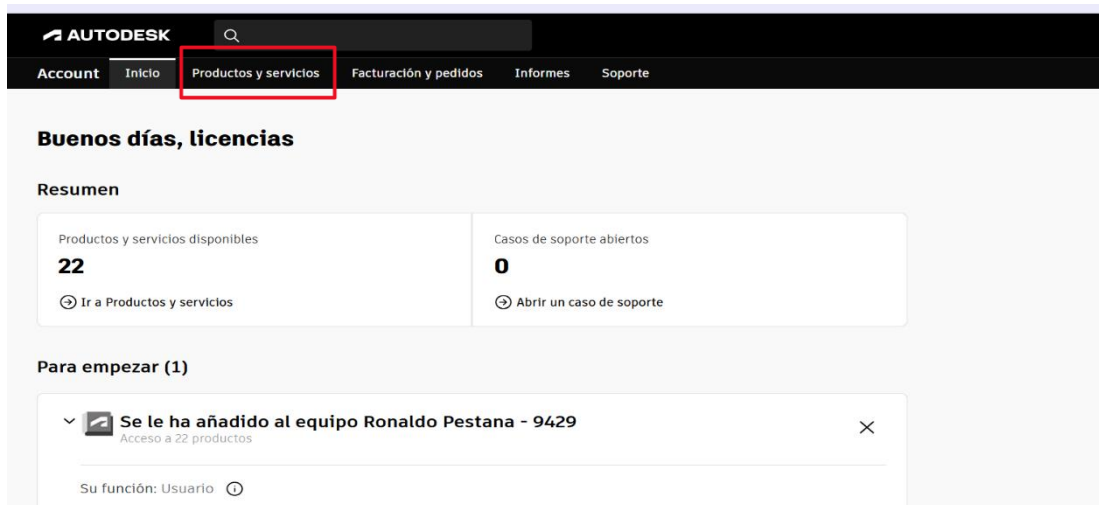 AUTODESK
Account Inicio Productos y servicios Facturación y pedidos Informes Soporte
Buenos días, licencias
Resumen
Productos y servicios disponibles
22
Ir a Productos y servicios
Casos de soporte abiertos
0
Abrir un caso de soporte
Para empezar (1)
Se le ha añadido al equipo Ronaldo Pestana - 9429
Acceso a 22 productos
Su función: Usuario